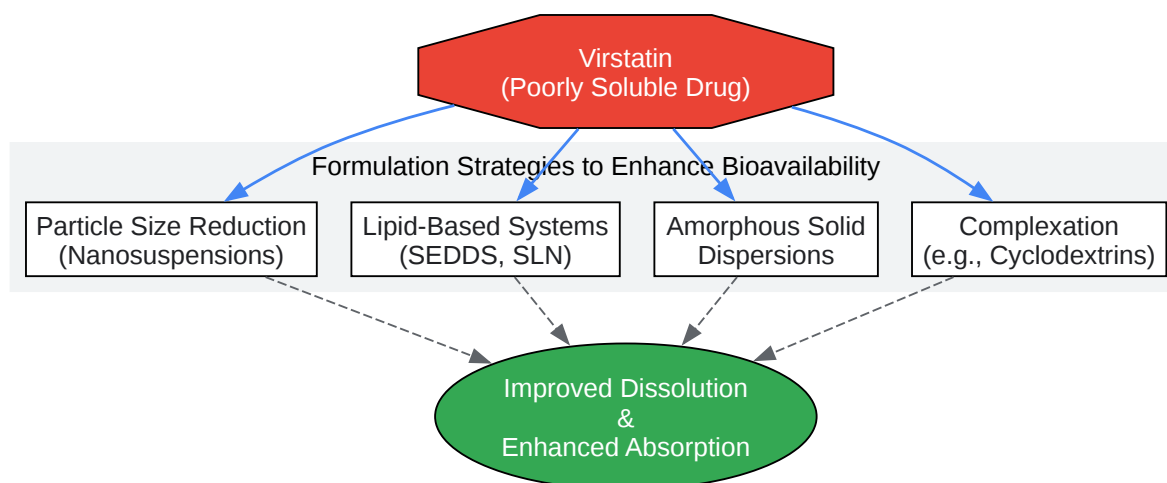 Virstatin
(Poorly Soluble Drug)
Formulation Strategies to Enhance Bioavailability
Particle Size Reduction
(Nanosuspensions)
Lipid-Based Systems
(SEDDS, SLN)
Amorphous Solid
Dispersions
Complexation
(e.g., Cyclodextrins)
Improved Dissolution
&
Enhanced Absorption